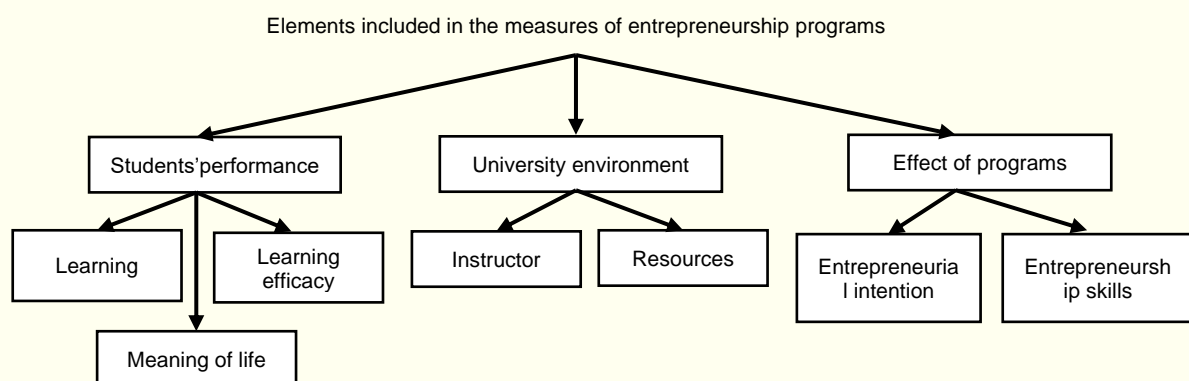 Elements included in the measures of entrepreneurship programs
Students'performance
University environment
Effect of programs
Learning
Learning
efficacy
Instructor
Resources
Entrepreneuria
l intention
Entrepreneursh
ip skills
Meaning of life